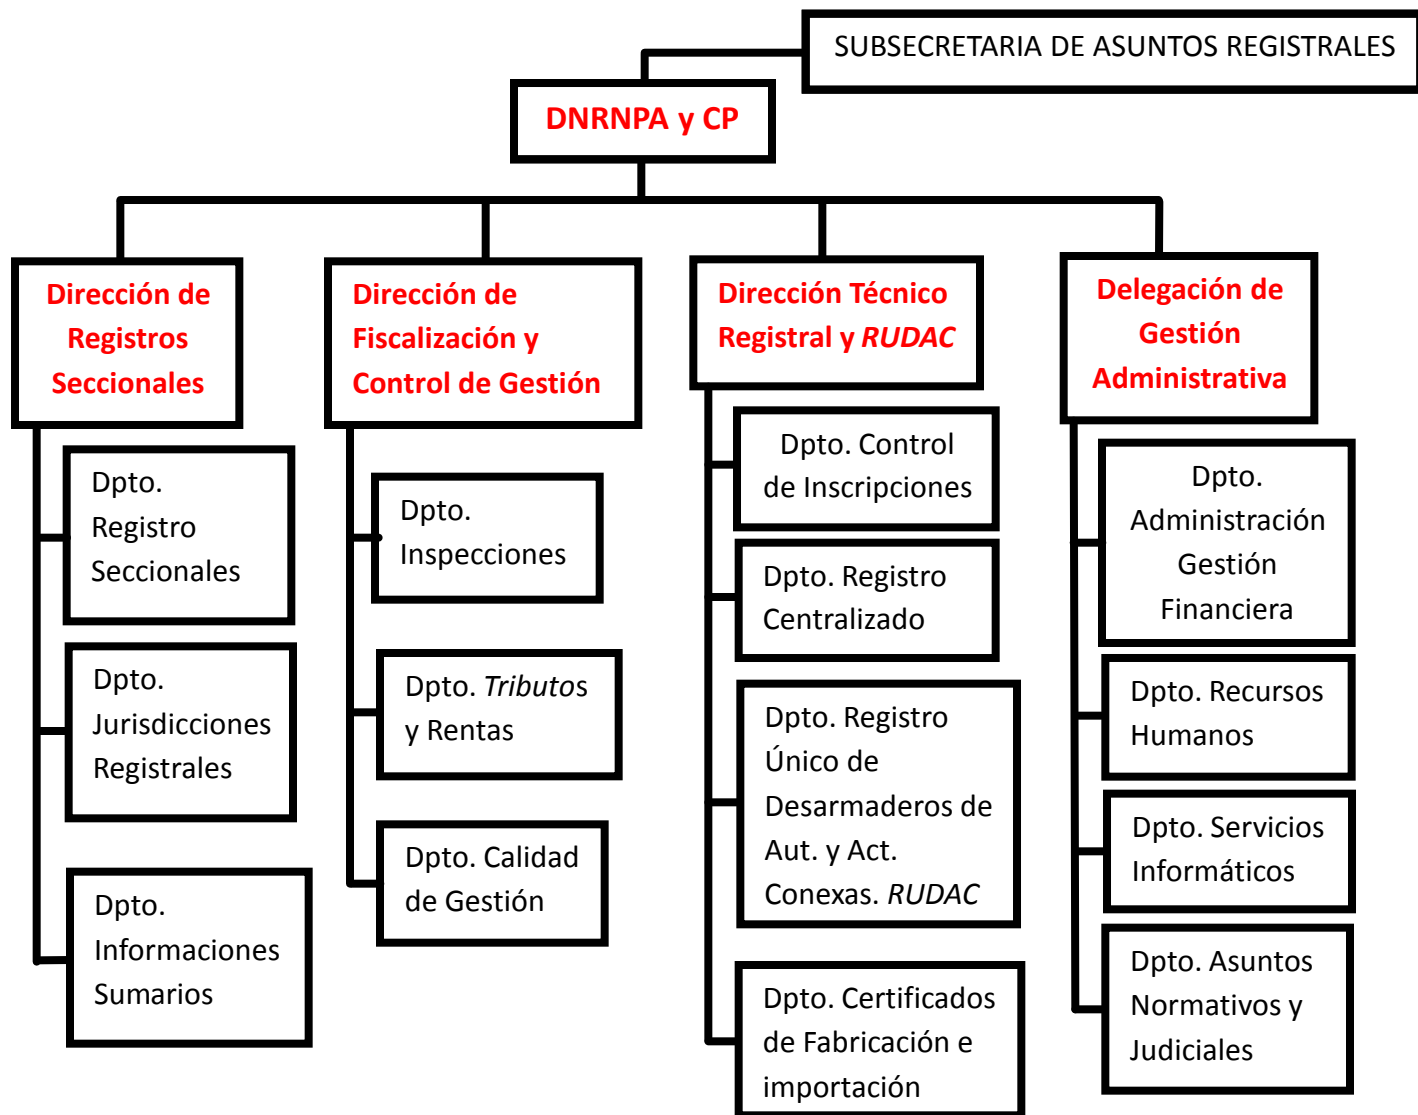 SUBSECRETARIA DE ASUNTOS REGISTRALES
DNRNPA y CP
Dirección de
Registros
Seccionales
Dpto.
Registro
Seccionales
Dpto.
Jurisdicciones
Registrales
Dpto.
Informaciones
Sumarios
Dirección de
Fiscalización y
Control de Gestión
Dpto.
Inspecciones
Dpto. Tributos
y Rentas
Dpto. Calidad
de Gestión
Dirección Técnico
Registral y RUDAC
Dpto. Control
de Inscripciones
Dpto. Registro
Centralizado
Dpto. Registro
Único de
Desarmaderos de
Aut. y Act.
Conexas. RUDAC
Dpto. Certificados
de Fabricación e
importación
Delegación de
Gestión
Administrativa
Dpto.
Administración
Gestión
Financiera
Dpto. Recursos
Humanos
Dpto. Servicios
Informáticos
Dpto. Asuntos
Normativos y
Judiciales